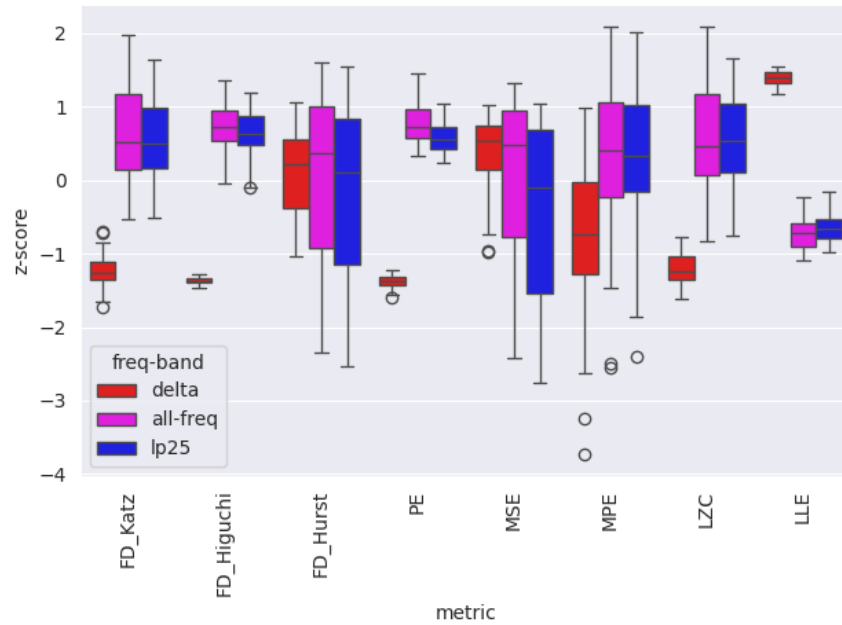 2
1
0
−1
−2
−3
−4
z-score
freq-band
delta
all-freq
lp25
FD_Katz
FD_Higuchi
FD_Hurst
PE
MSE
MPE
LZC
LLE
metric